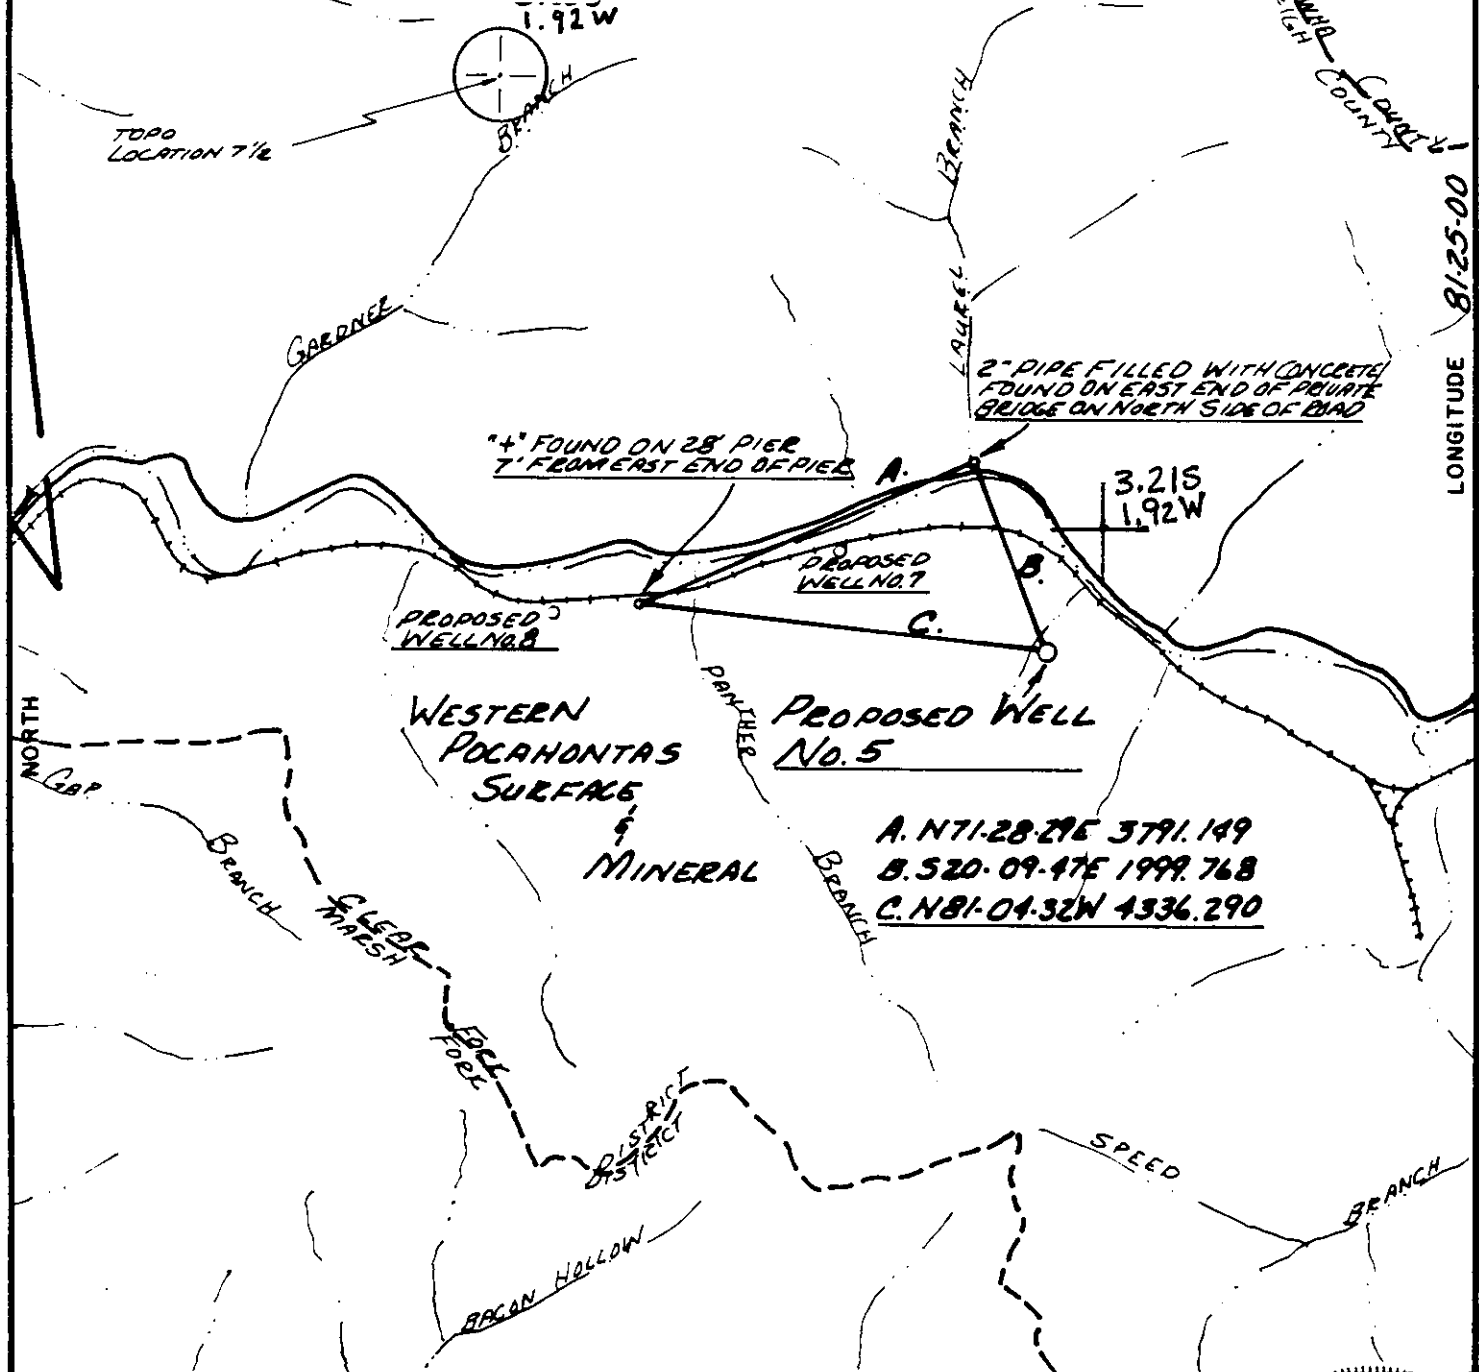 1.92 W
TOPO
LOCATION 7 1/2
BRANCH
GARDNER
BRANCH
LAUREL
COUNTY
COUNTY
81-25-00
LONGITUDE
2" PIPE FILLED WITH CONCRETE
FOUND ON EAST END OF PRIVATE
BRIDGE ON NORTH SIDE OF ROAD
"+" FOUND ON 28' PIER
7' FROM EAST END OF PIER
A.
3.21S
1.92W
PROPOSED
WELL NO.7
B.
PROPOSED
WELL NO.8
C.
NORTH
WESTERN
POCAHONTAS
SURFACE
&
MINERAL
PANTHER
BRANCH
PROPOSED WELL
NO. 5
A. N71-28-29E 3791.149
B. S20-09-47E 1999.768
C. N81-04-32W 4336.290
GAP
BRANCH
CLEAR
MARSH
FORK
FORK
DISTRICT
DISTRICT
SPEED
BRANCH
BACON HOLLOW